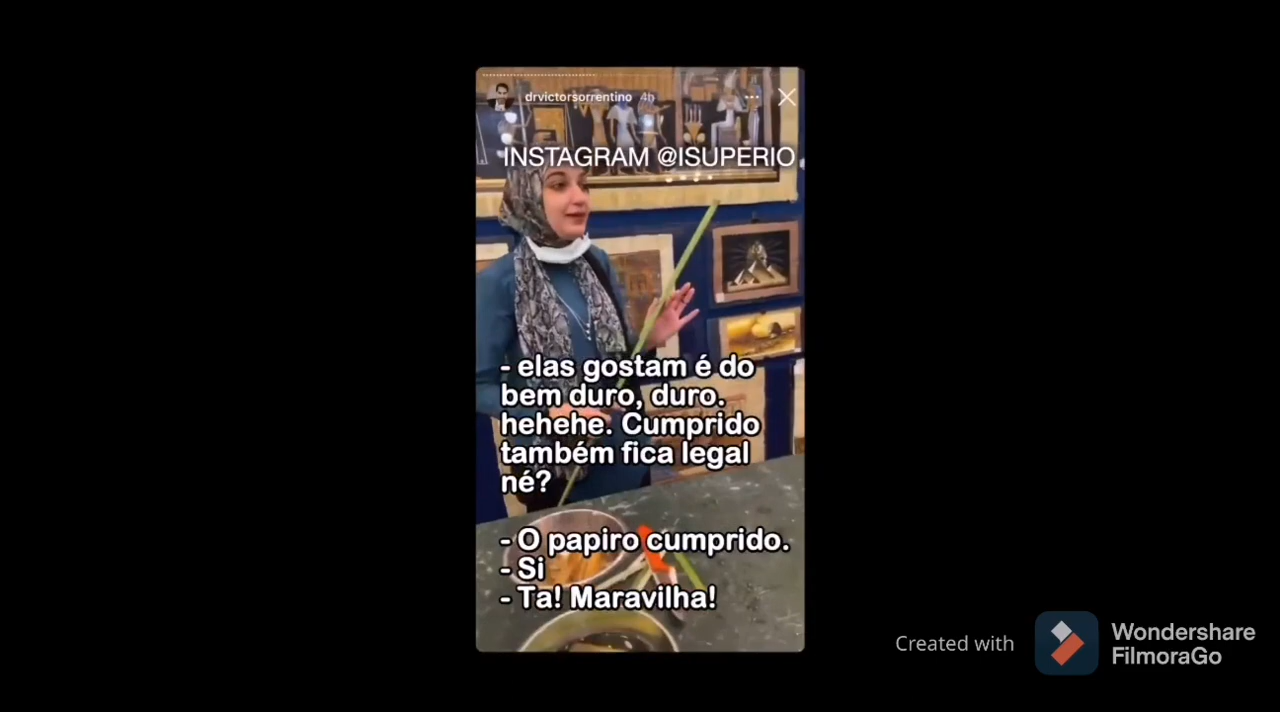 drvictorsorrentino 4h
INSTAGRAM @ISUPERIO
- elas gostam é do
bem duro, duro.
hehehe. Cumprido
também fica legal
né?
- O papiro cumprido.
- Si
- Ta! Maravilha!
Created with
Wondershare
FilmoraGo